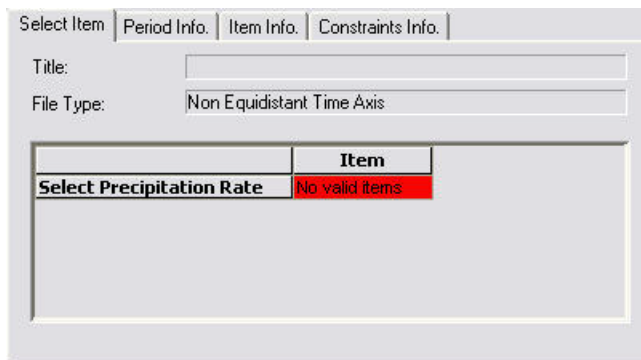 Select Item Period Info. Item Info. Constraints Info.
Title:
File Type: Non Equidistant Time Axis
Item
Select Precipitation Rate No valid items